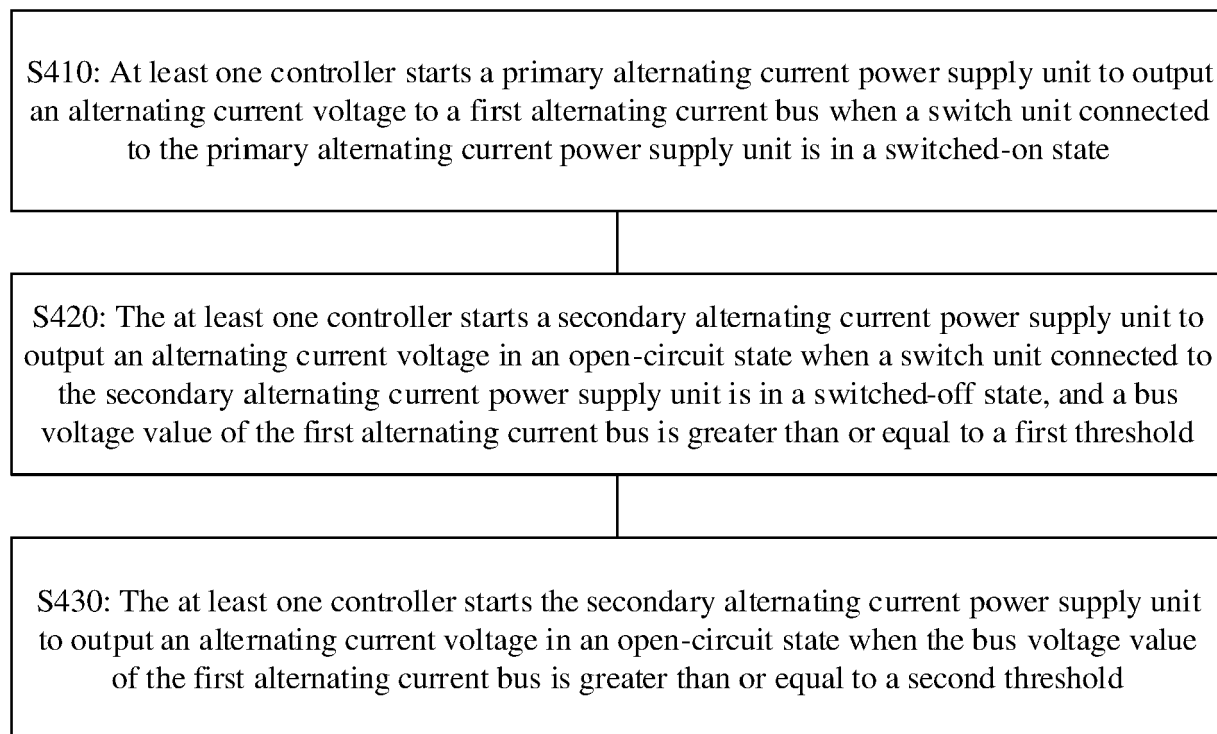 S410: At least one controller starts a primary alternating current power supply unit to output
an alternating current voltage to a first alternating current bus when a switch unit connected
to the primary alternating current power supply unit is in a switched-on state
S420: The at least one controller starts a secondary alternating current power supply unit to
output an alternating current voltage in an open-circuit state when a switch unit connected to
the secondary alternating current power supply unit is in a switched-off state, and a bus
voltage value of the first alternating current bus is greater than or equal to a first threshold
S430: The at least one controller starts the secondary alternating current power supply unit
to output an alternating current voltage in an open-circuit state when the bus voltage value
of the first alternating current bus is greater than or equal to a second threshold